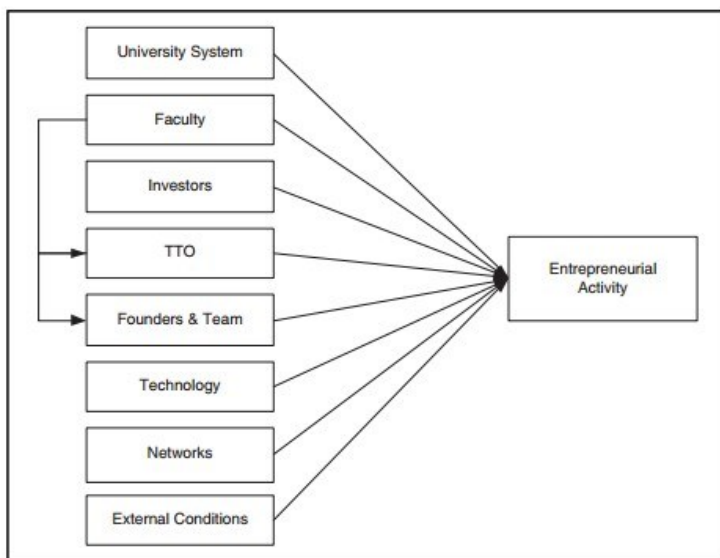 University System
Faculty
Investors
TTO
Founders & Team
Technology
Networks
External Conditions
Entrepreneurial
Activity